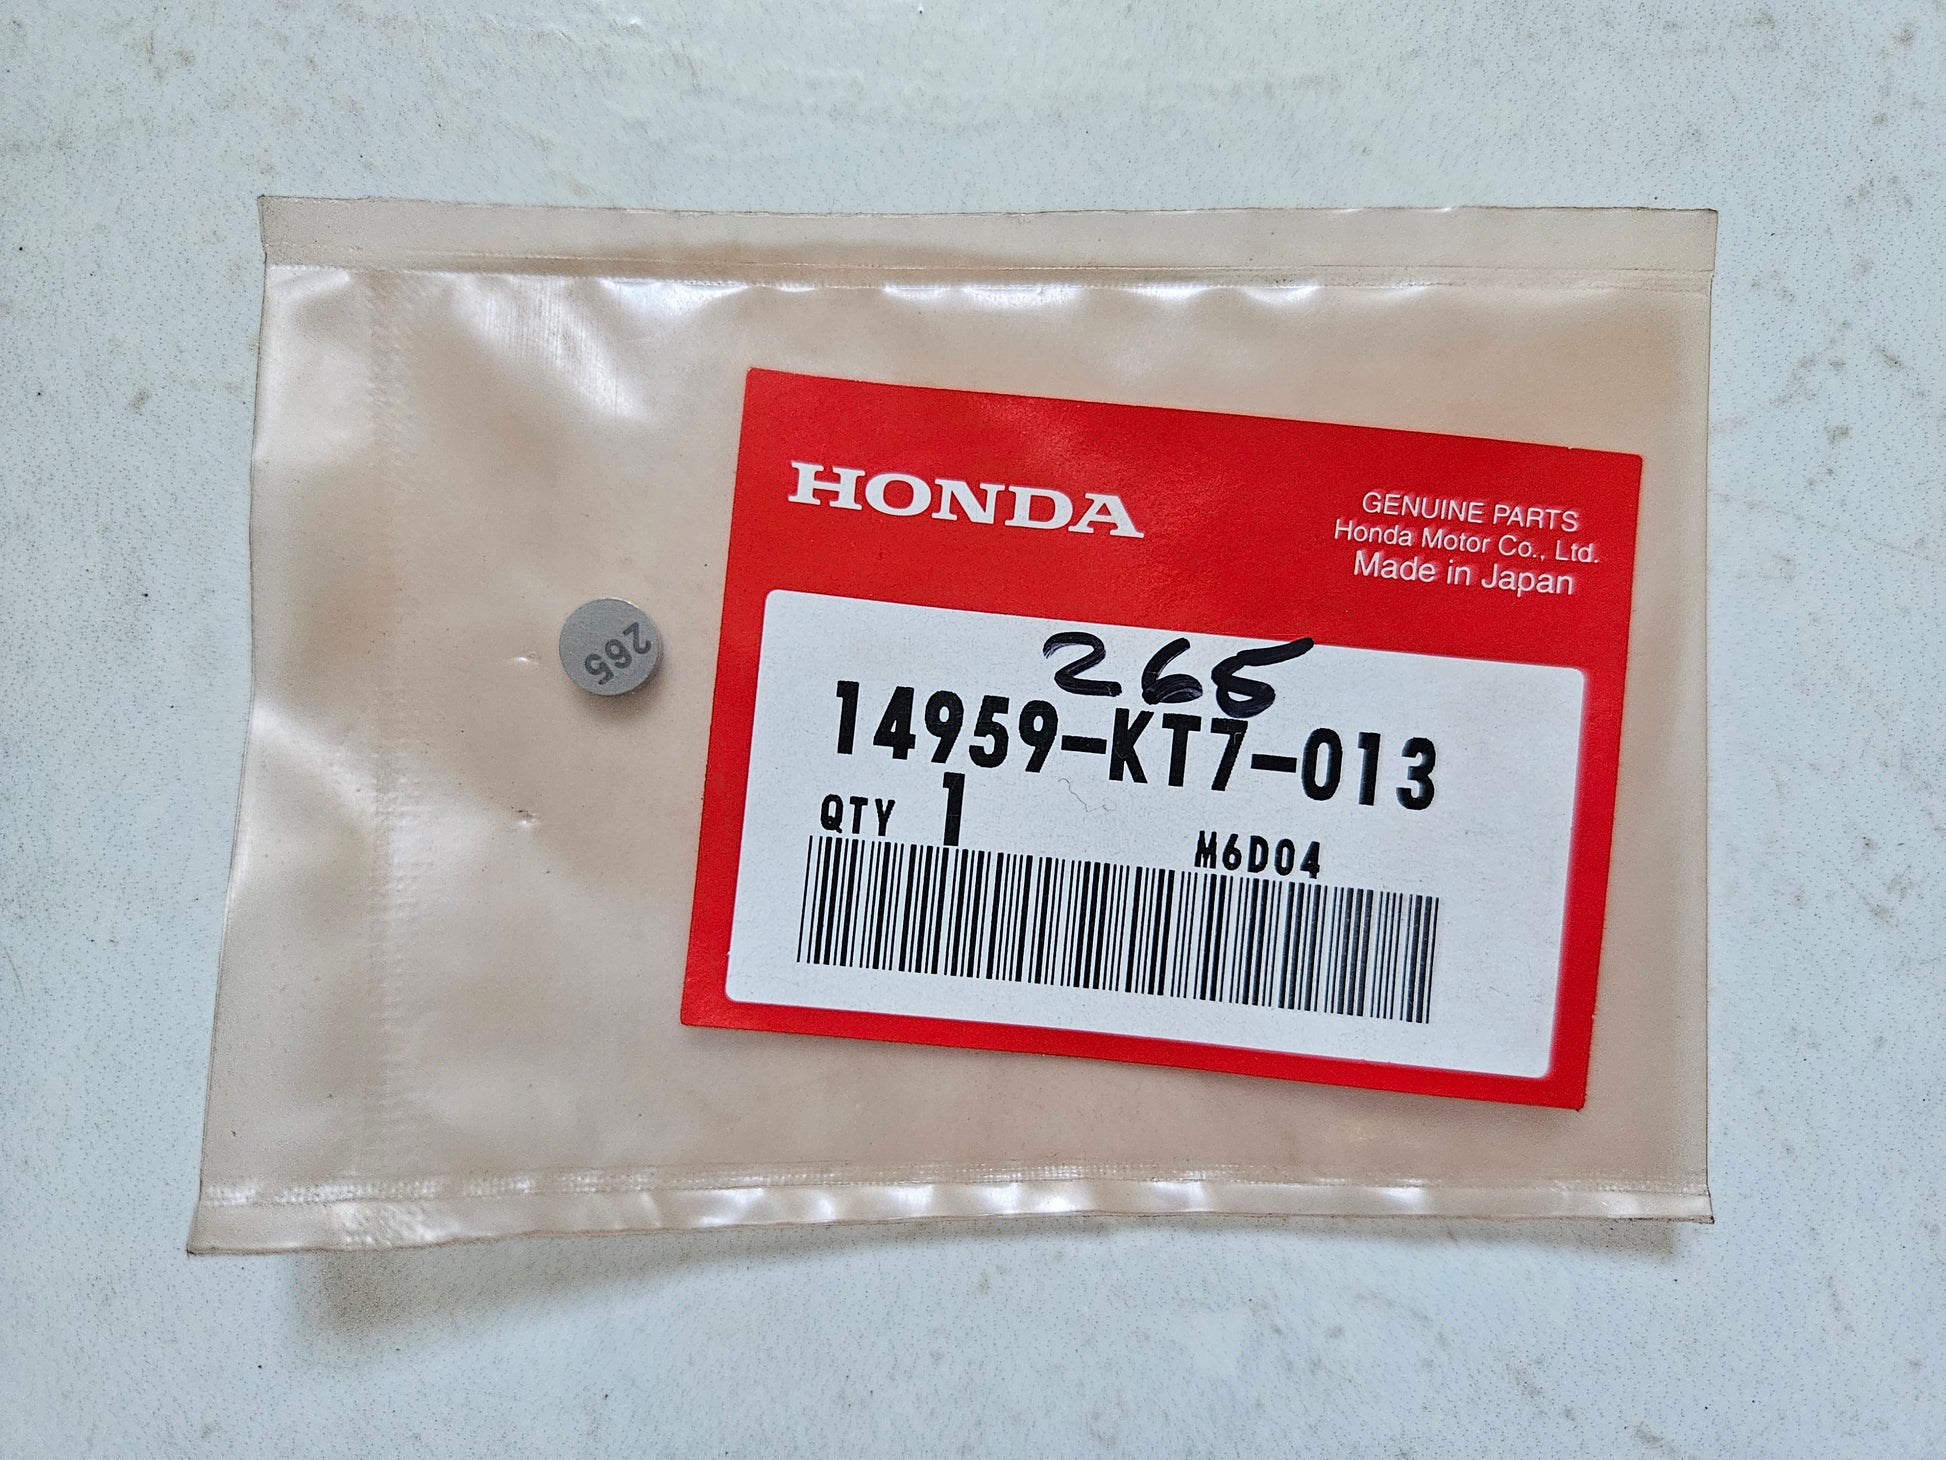 HONDA
GENUINE PARTS
Honda Motor Co., Ltd.
Made in Japan
265
265
14959-KT7-013
QTY 1
M6D04